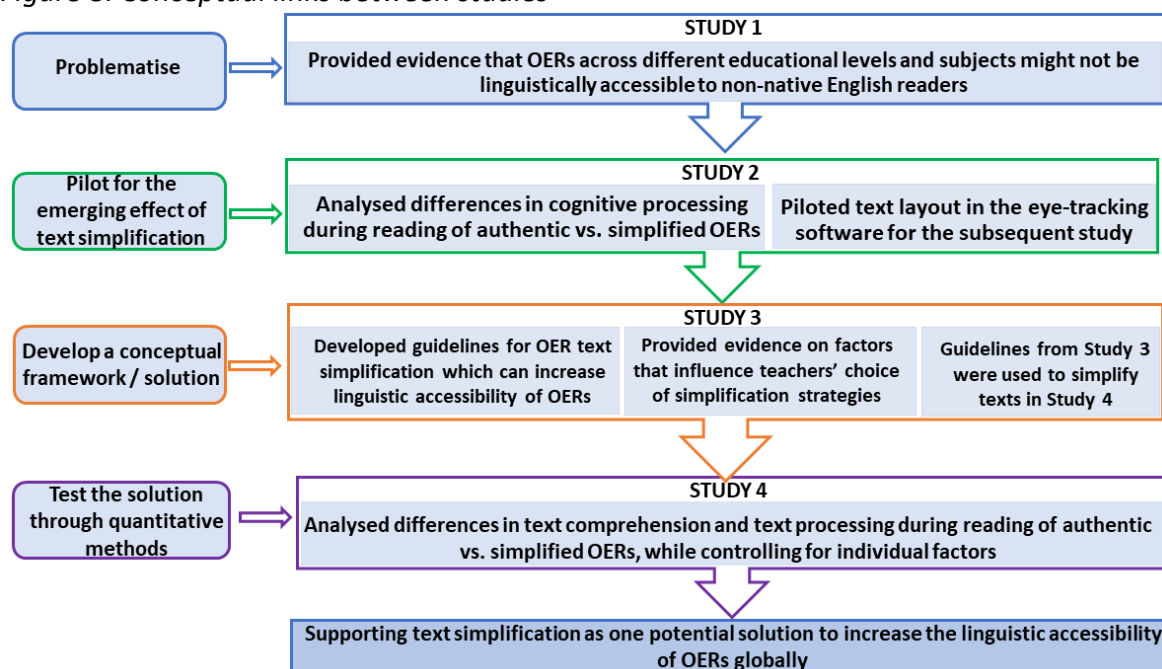 STUDY 1
Problematise
Provided evidence that OERs across different educational levels and subjects might not be
linguistically accessible to non-native English readers
STUDY 2
Pilot for the
emerging effect of
text simplification
Analysed differences in cognitive processing
during reading of authentic vs. simplified OERs
Piloted text layout in the eye-tracking
software for the subsequent study
STUDY 3
Develop a conceptual
framework / solution
Developed guidelines for OER text
simplification which can increase
linguistic accessibility of OERs
Provided evidence on factors
that influence teachers' choice
of simplification strategies
Guidelines from Study 3
were used to simplify
texts in Study 4
STUDY 4
Test the solution
through quantitative
methods
Analysed differences in text comprehension and text processing during reading of authentic
vs. simplified OERs, while controlling for individual factors
Supporting text simplification as one potential solution to increase the linguistic accessibility
of OERs globally